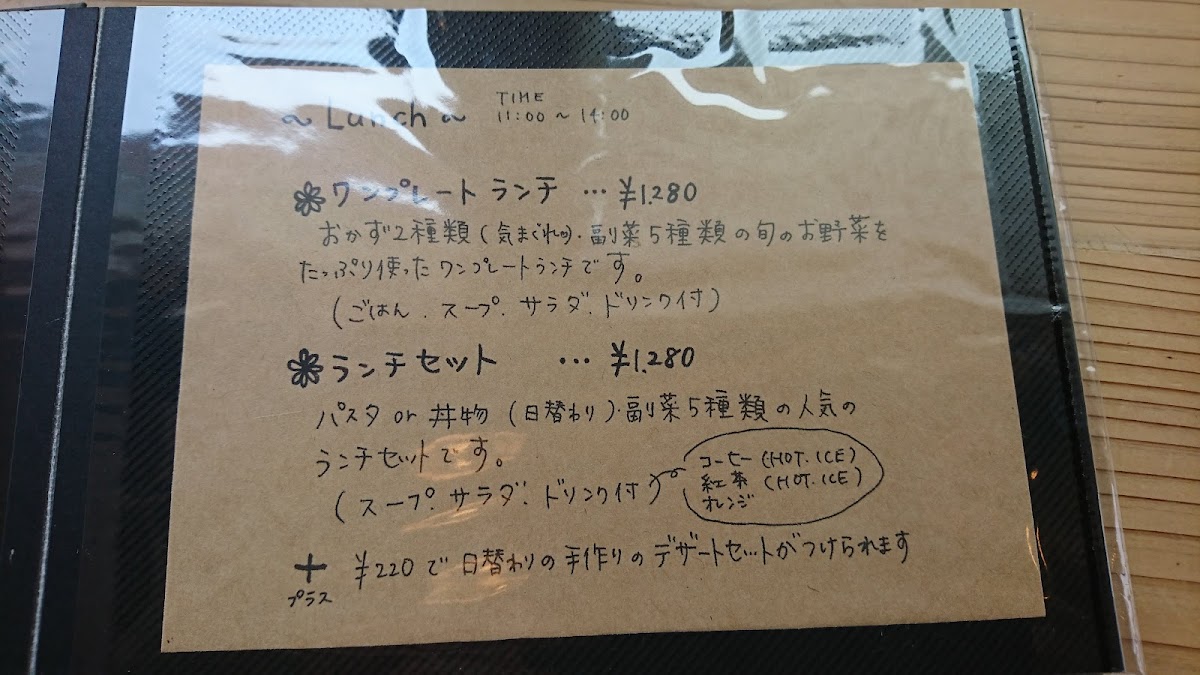 ～ Lunch ～
TIME
11:00 ～ 14:00
ワンプレートランチ … ¥1.280
おかず2種類(気まぐれ)・副菜5種類の旬のお野菜を
たっぷり使ったワンプレートランチです。
(ごはん.スープ.サラダ.ドリンク付)
ランチセット … ¥1.280
パスタ or 丼物 (日替わり)・副菜5種類の人気の
ランチセットです。
(スープ.サラダ.ドリンク付)
コーヒー (HOT.ICE)
紅茶 (HOT.ICE)
オレンジ
+ ¥220で日替わりの手作りのデザートセットがつけられます
プラス